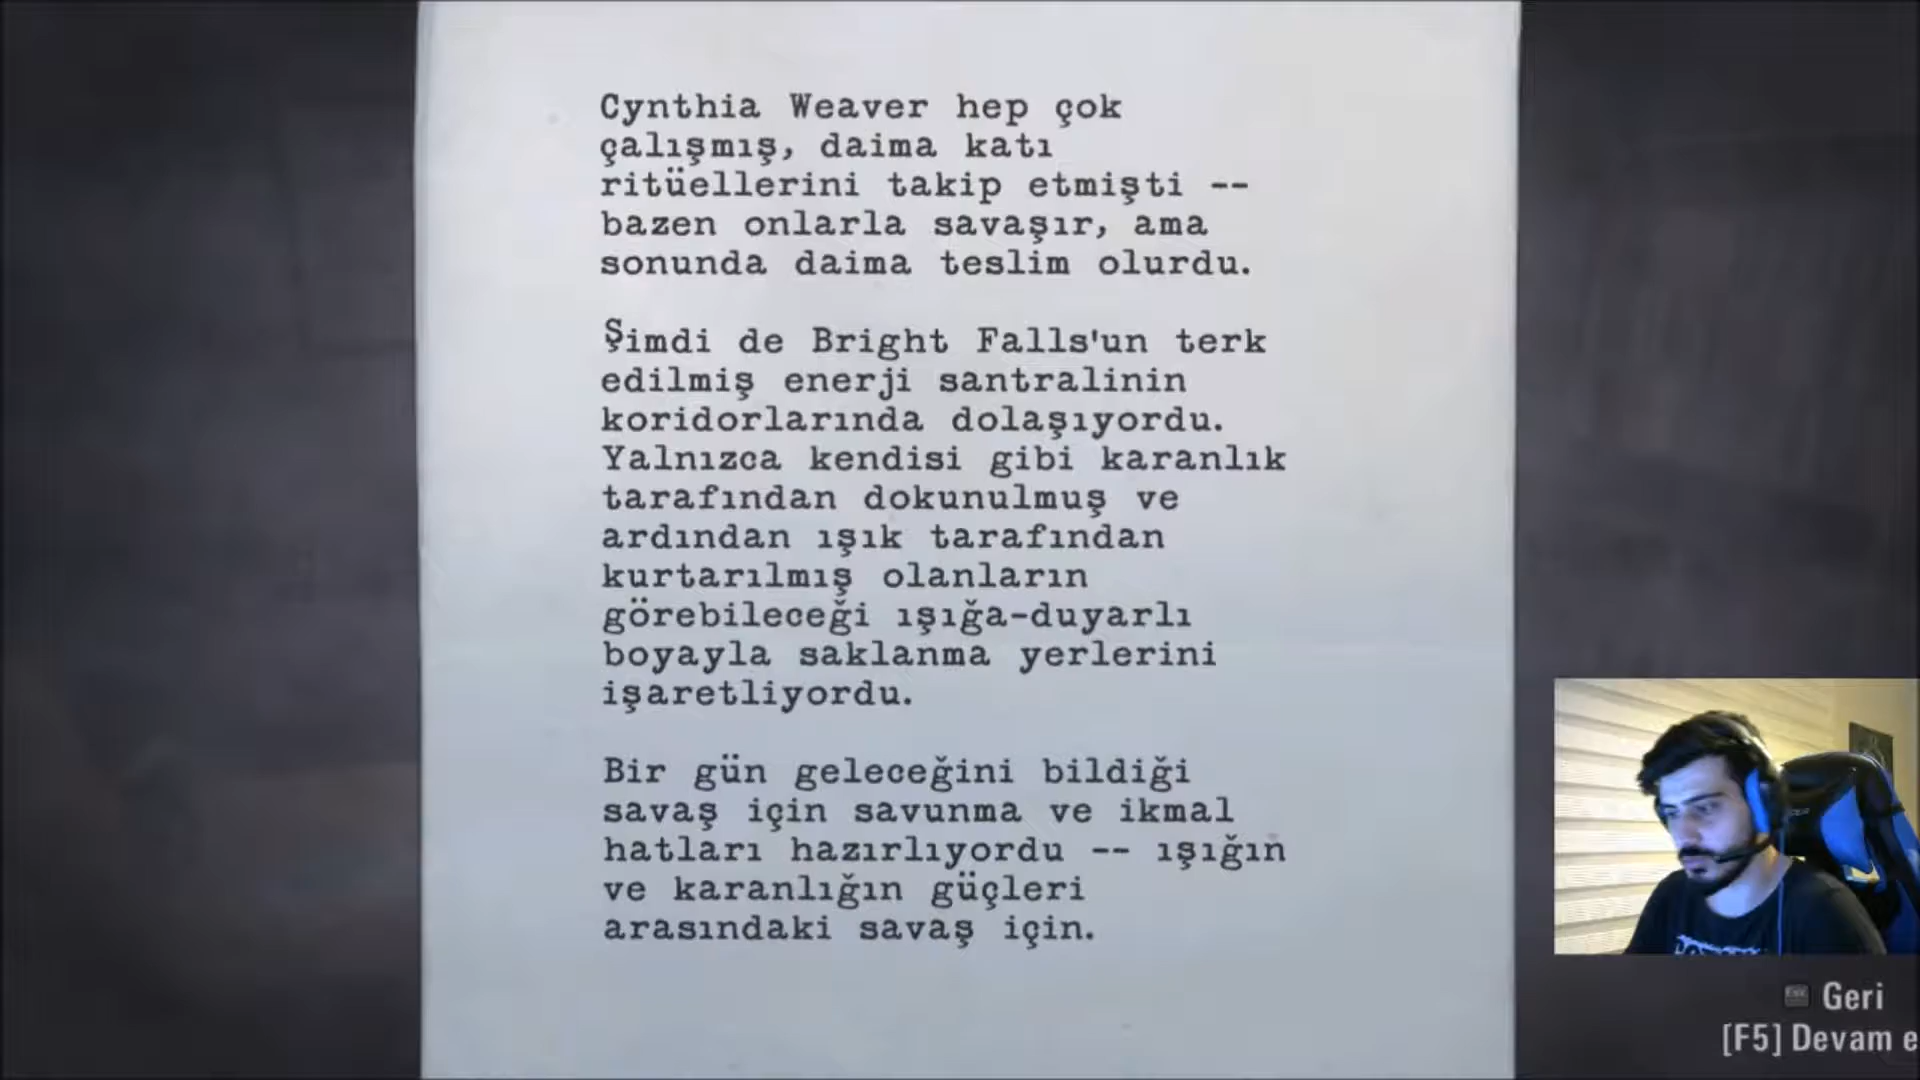 Cynthia Weaver hep çok
çalışmış, daima katı
ritüellerini takip etmişti --
bazen onlarla savaşır, ama
sonunda daima teslim olurdu.
Şimdi de Bright Falls'un terk
edilmiş enerji santralinin
koridorlarında dolaşıyordu.
Yalnızca kendisi gibi karanlık
tarafından dokunulmuş ve
ardından ışık tarafından
kurtarılmış olanların
görebileceği ışığa-duyarlı
boyayla saklanma yerlerini
işaretliyordu.
Bir gün geleceğini bildiği
savaş için savunma ve ikmal
hatları hazırlıyordu -- ışığın
ve karanlığın güçleri
arasındaki savaş için.
Esc Geri
[F5] Devam e